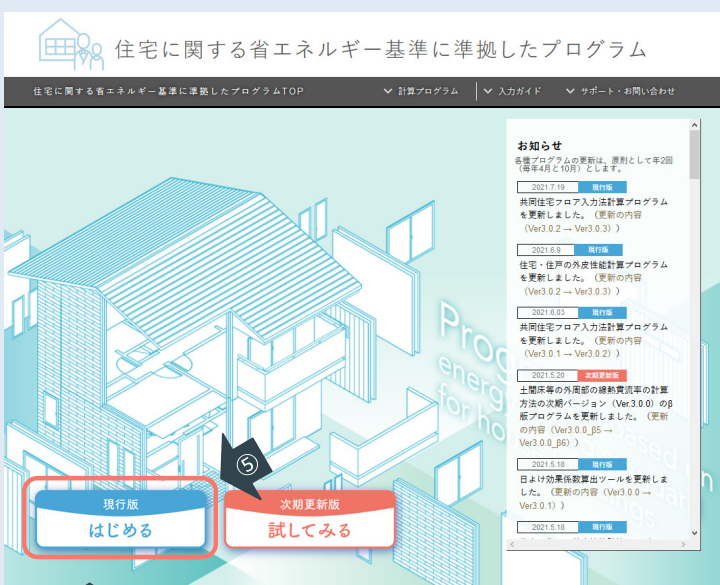 住宅に関する省エネルギー基準に準拠したプログラム
住宅に関する省エネルギー基準に準拠したプログラムTOP
計算プログラム
入力ガイド
サポート・お問い合わせ
お知らせ
各種プログラムの更新は、原則として年2回
（毎年4月と10月）とします。
2021.7.19 現行版
共同住宅フロア入力法計算プログラム
を更新しました。（更新の内容
（Ver3.0.2 → Ver3.0.3））
2021.6.9 現行版
住宅・住戸の外皮性能計算プログラム
を更新しました。（更新の内容
（Ver3.0.2 → Ver3.0.3））
2021.6.03 現行版
共同住宅フロア入力法計算プログラム
を更新しました。（更新の内容
（Ver3.0.1 → Ver3.0.2））
2021.5.20 次期更新版
土間床等の外周部の線熱貫流率の計算
方法の次期バージョン（Ver.3.0.0）のβ
版プログラムを更新しました。（更新
の内容（Ver3.0.0_β5 →
Ver3.0.0_β6））
2021.5.18 現行版
日よけ効果係数算出ツールを更新しま
した。（更新の内容（Ver3.0.0 →
Ver3.0.1））
2021.5.18 現行版
energy
for
⑤
現行版
はじめる
次期更新版
試してみる